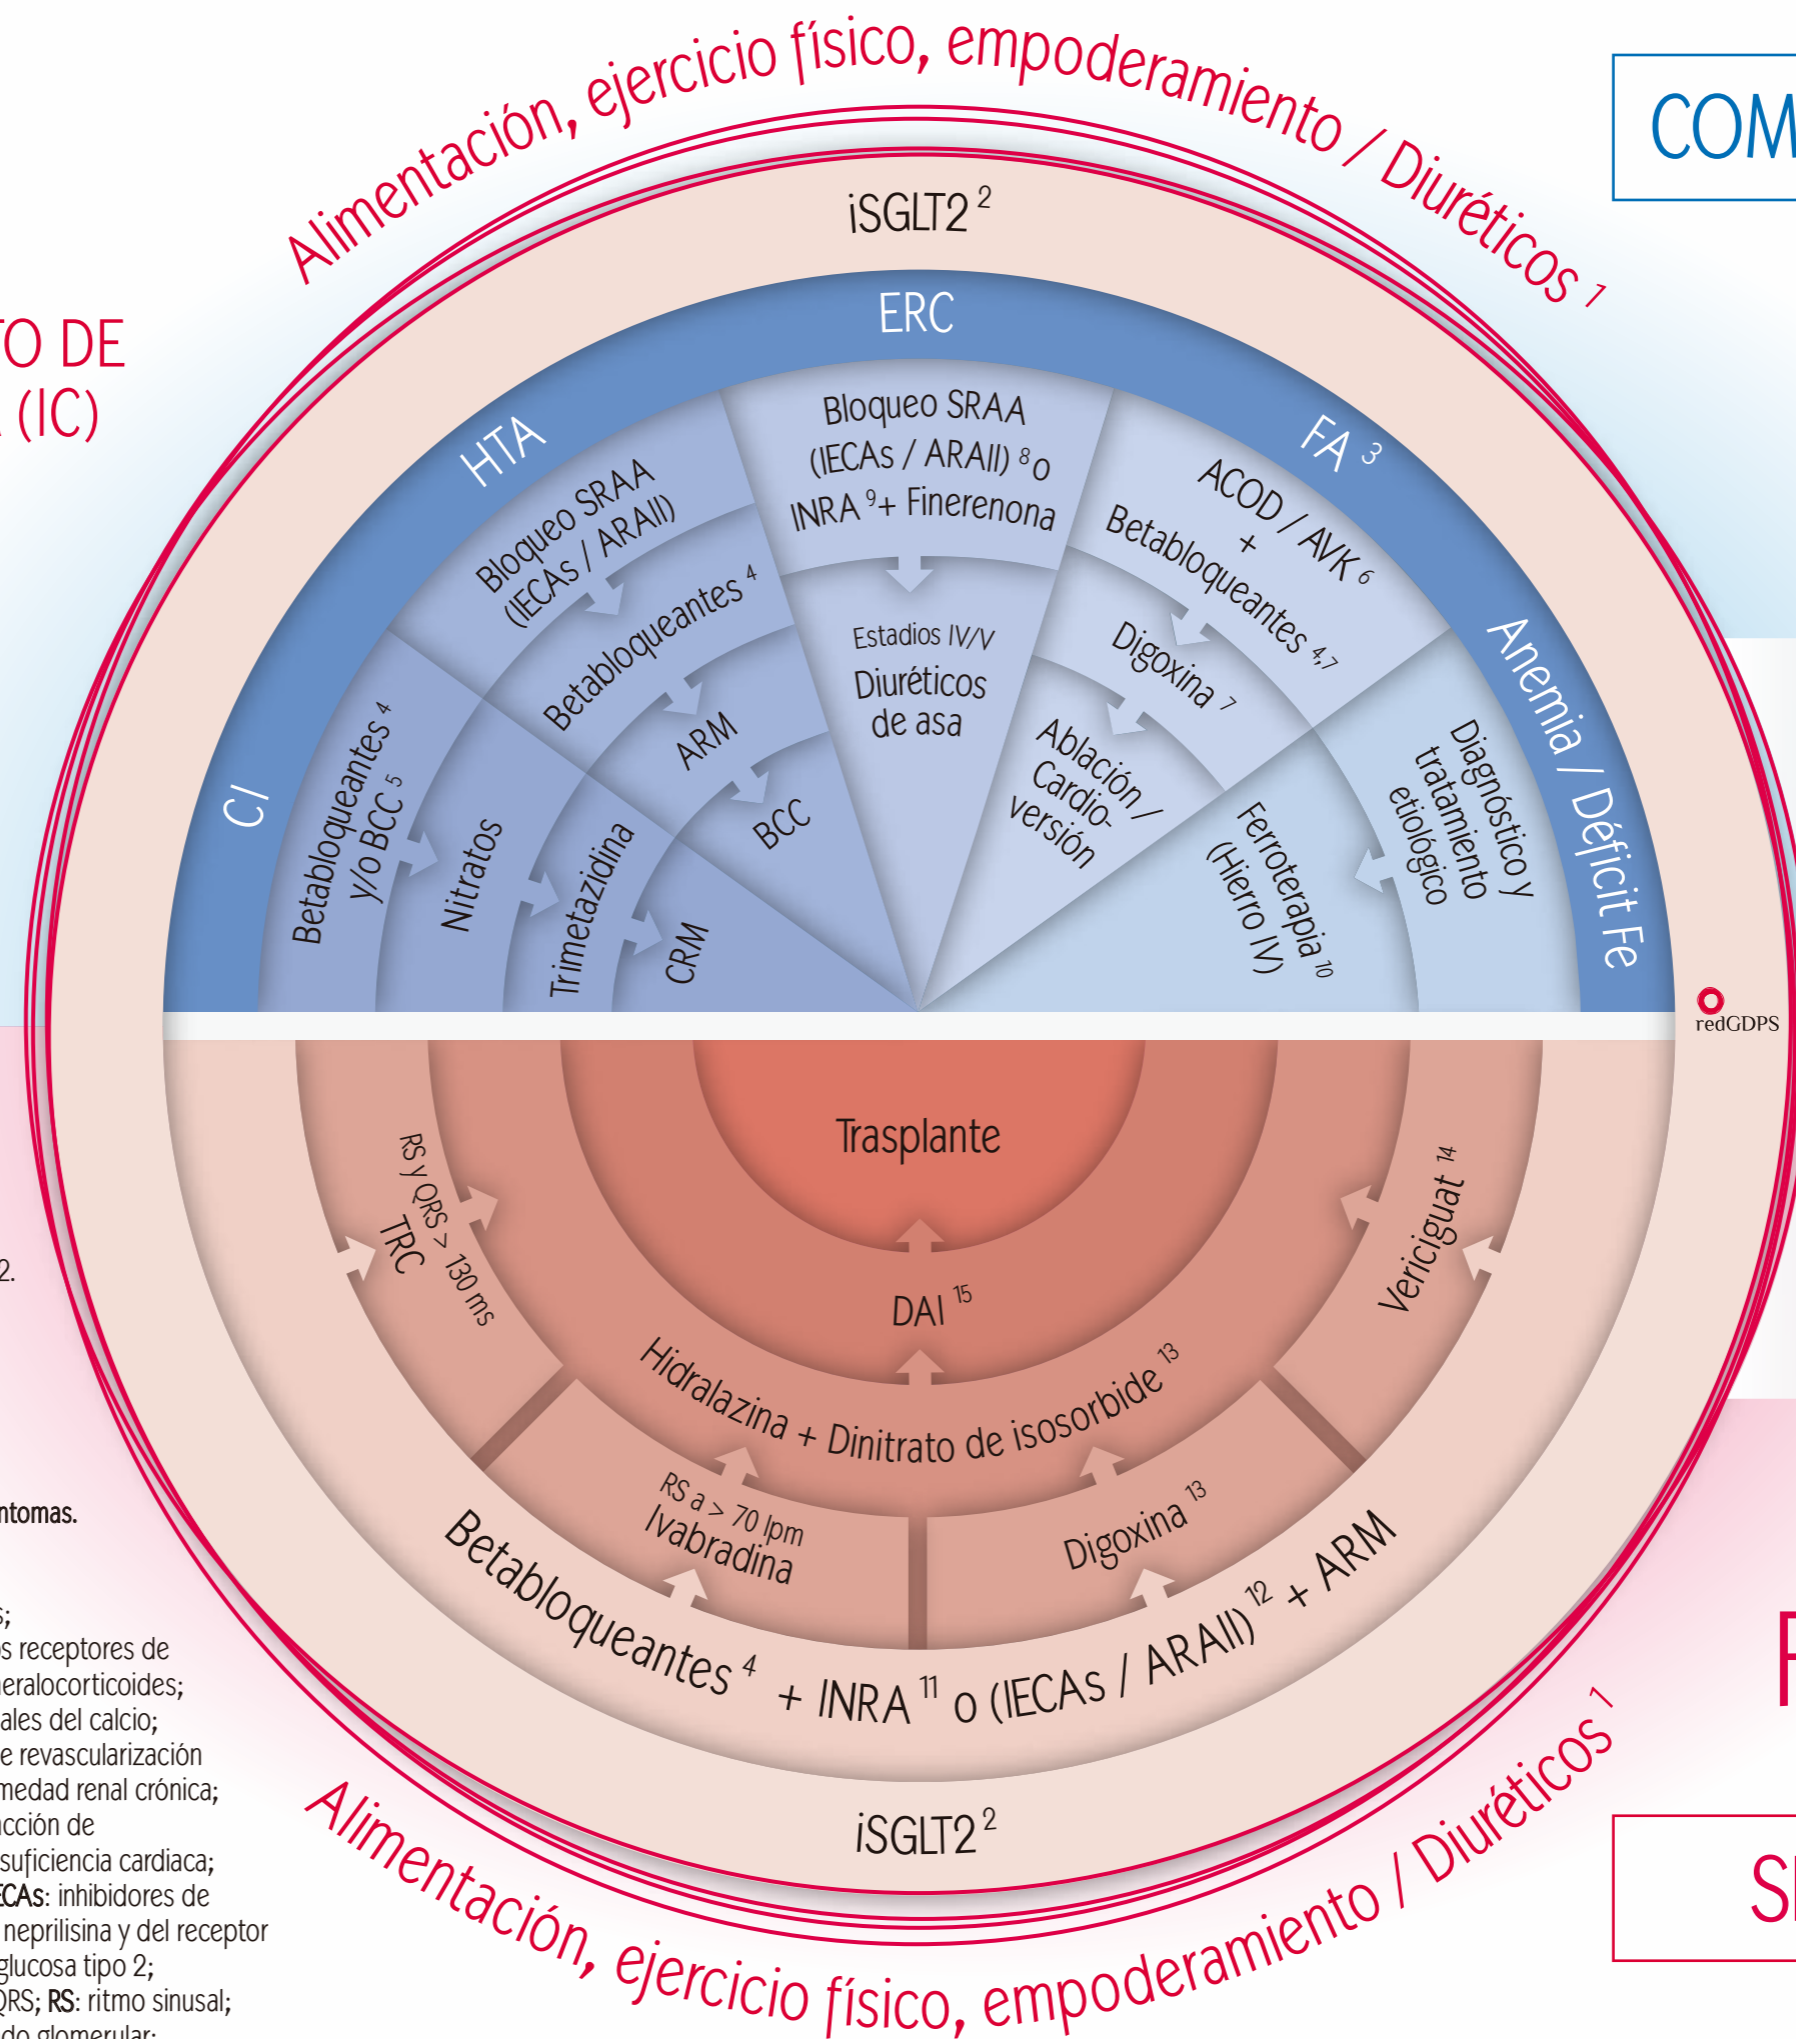 Alimentación, ejercicio físico, empoderamiento / Diuréticos 1
COM
TO DE
(IC)
iSGLT2 2
ERC
HTA
FA 3
CI
Anemia / Déficit Fe
Betabloqueantes 4
y/o BCC 5
Nitratos
Trimetazidina
CRM
Bloqueo SRAA
(IECAs / ARAII)
Betabloqueantes 4
ARM
BCC
Bloqueo SRAA
(IECAs / ARAII) 8 o
INRA 9 + Finerenona
Estadios IV/V
Diuréticos
de asa
ACOD / AVK 6
+
Betabloqueantes 4,7
Digoxina 7
Ablación /
Cardio-
versión
Diagnóstico y
tratamiento
etiológico
Ferroterapia 10
(Hierro IV)
redGDPS
Trasplante
DAI 15
Hidralazina + Dinitrato de isosorbide 13
RS y QRS > 130 ms
TRC
RS a > 70 lpm
Ivabradina
Digoxina 13
Vericiguat 14
Betabloqueantes 4 + INRA 11 o (IECAs / ARAII) 12 + ARM
iSGLT2 2
Alimentación, ejercicio físico, empoderamiento / Diuréticos 1
2.
ntomas.
s;
os receptores de
neralocorticoides;
ales del calcio;
e revascularización
medad renal crónica;
cción de
suficiencia cardiaca;
ECAs: inhibidores de
neprilisina y del receptor
glucosa tipo 2;
QRS; RS: ritmo sinusal;
do glomerular;